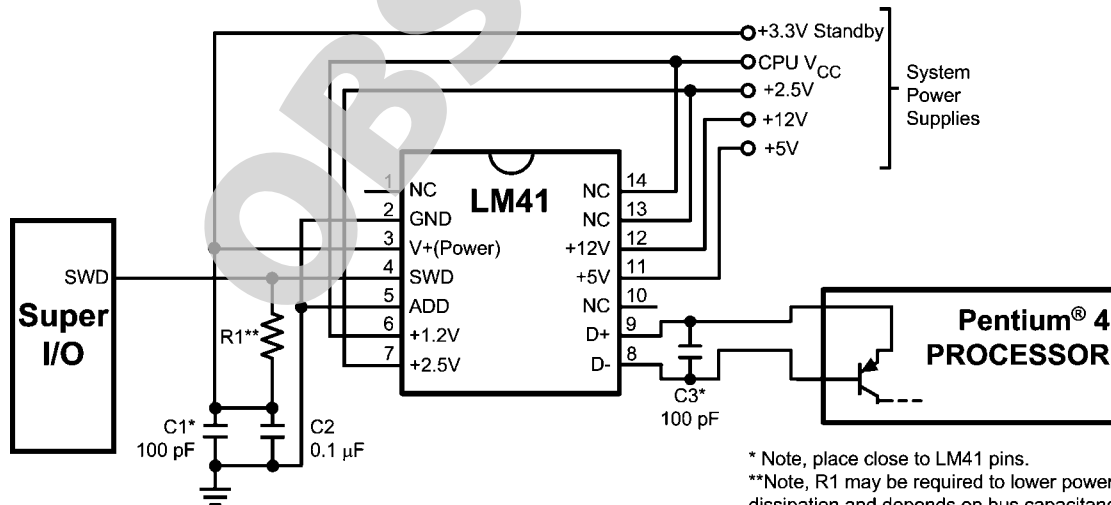 OBS
+3.3V Standby
CPU VCC
+2.5V
+12V
+5V
System
Power
Supplies
LM41
1 NC
2 GND
3 V+(Power)
4 SWD
5 ADD
6 +1.2V
7 +2.5V
NC 14
NC 13
+12V 12
+5V 11
NC 10
D+ 9
D- 8
SWD
Super
I/O
R1**
C1*
100 pF
C2
0.1 µF
C3*
100 pF
Pentium® 4
PROCESSOR
* Note, place close to LM41 pins.
**Note, R1 may be required to lower power
dissipation and depends on bus capacitance